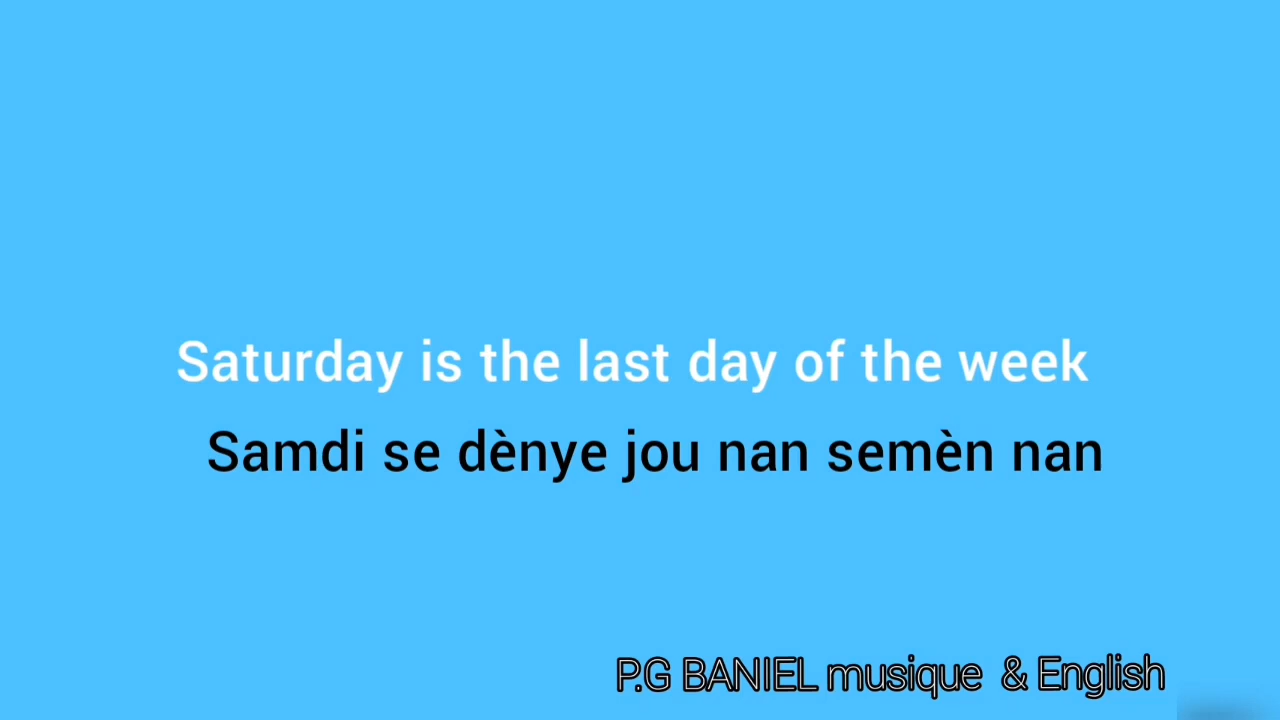 Saturday is the last day of the week
Samdi se dènye jou nan semèn nan
P.G BANIEL musique & English